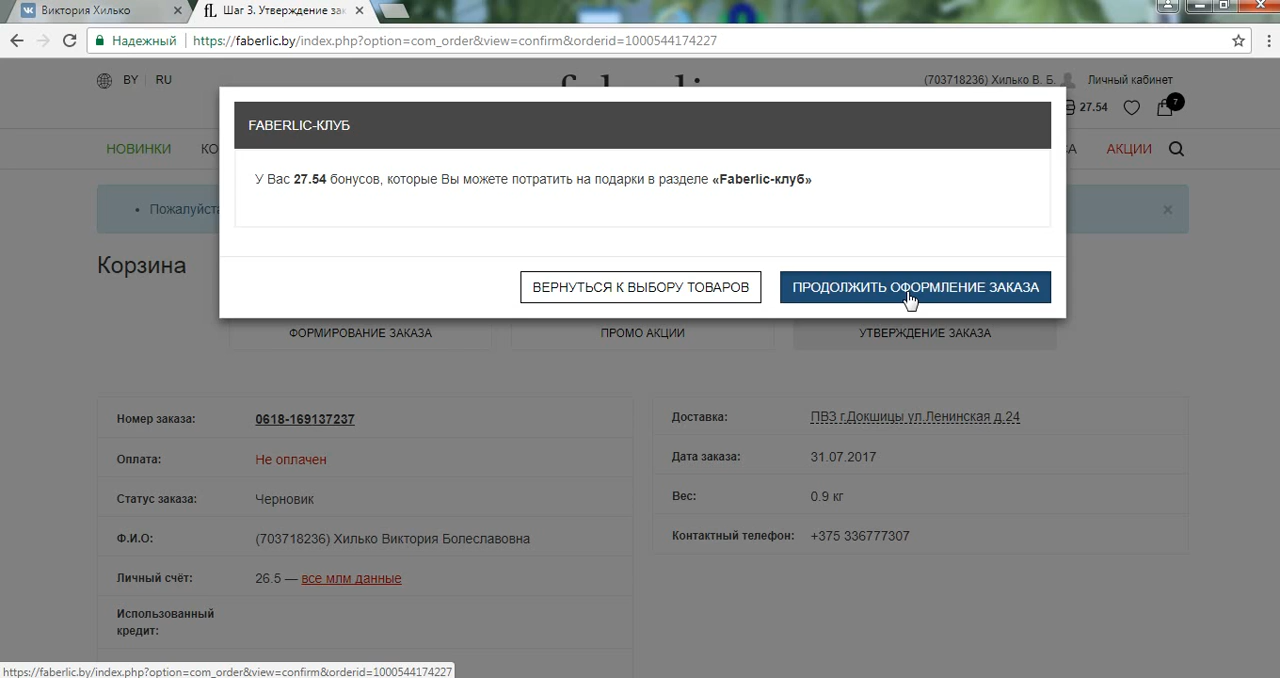 Виктория Хилько
Шаг 3. Утверждение зак
Надежный
https://faberlic.by/index.php?option=com_order&view=confirm&orderid=1000544174227
BY
RU
(703718236) Хилько В. Б.
Личный кабинет
27.54
7
НОВИНКИ
КО
СА
АКЦИИ
FABERLIC-КЛУБ
У Вас 27.54 бонусов, которые Вы можете потратить на подарки в разделе «Faberlic-клуб»
• Пожалуйста
×
Корзина
ВЕРНУТЬСЯ К ВЫБОРУ ТОВАРОВ
ПРОДОЛЖИТЬ ОФОРМЛЕНИЕ ЗАКАЗА
ФОРМИРОВАНИЕ ЗАКАЗА
ПРОМО АКЦИИ
УТВЕРЖДЕНИЕ ЗАКАЗА
Номер заказа: 0618-169137237
Оплата: Не оплачен
Статус заказа: Черновик
Ф.И.О: (703718236) Хилько Виктория Болеславовна
Личный счёт: 26.5 — все млм данные
Использованный
кредит:
Доставка: ПВЗ г.Докшицы ул.Ленинская д.24
Дата заказа: 31.07.2017
Вес: 0.9 кг
Контактный телефон: +375 336777307
https://faberlic.by/index.php?option=com_order&view=confirm&orderid=1000544174227